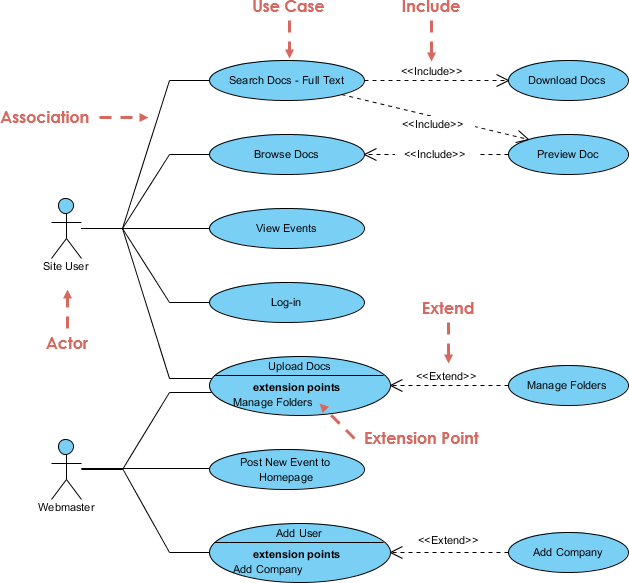 Use Case
Include
Search Docs - Full Text
<<Include>>
Download Docs
Association
<<Include>>
Browse Docs
<<Include>>
Preview Doc
View Events
Site User
Log-in
Extend
Actor
Upload Docs
extension points
Manage Folders
<<Extend>>
Manage Folders
Extension Point
Post New Event to
Homepage
Webmaster
Add User
extension points
Add Company
<<Extend>>
Add Company